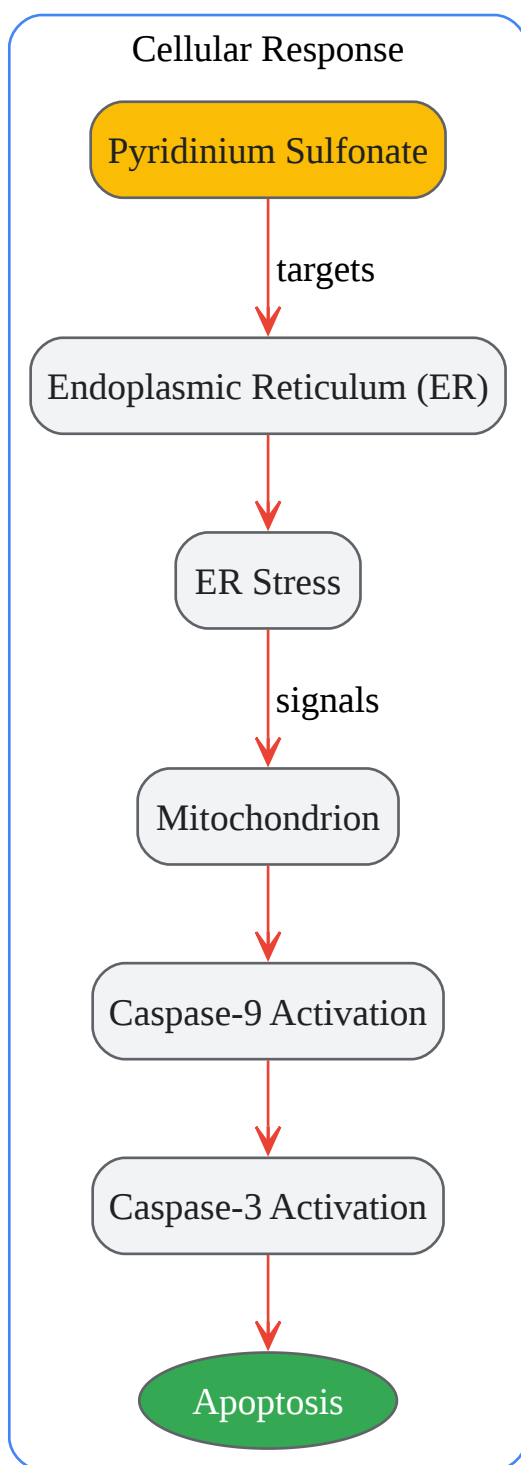 Cellular Response
Pyridinium Sulfonate
targets
Endoplasmic Reticulum (ER)
ER Stress
signals
Mitochondrion
Caspase-9 Activation
Caspase-3 Activation
Apoptosis